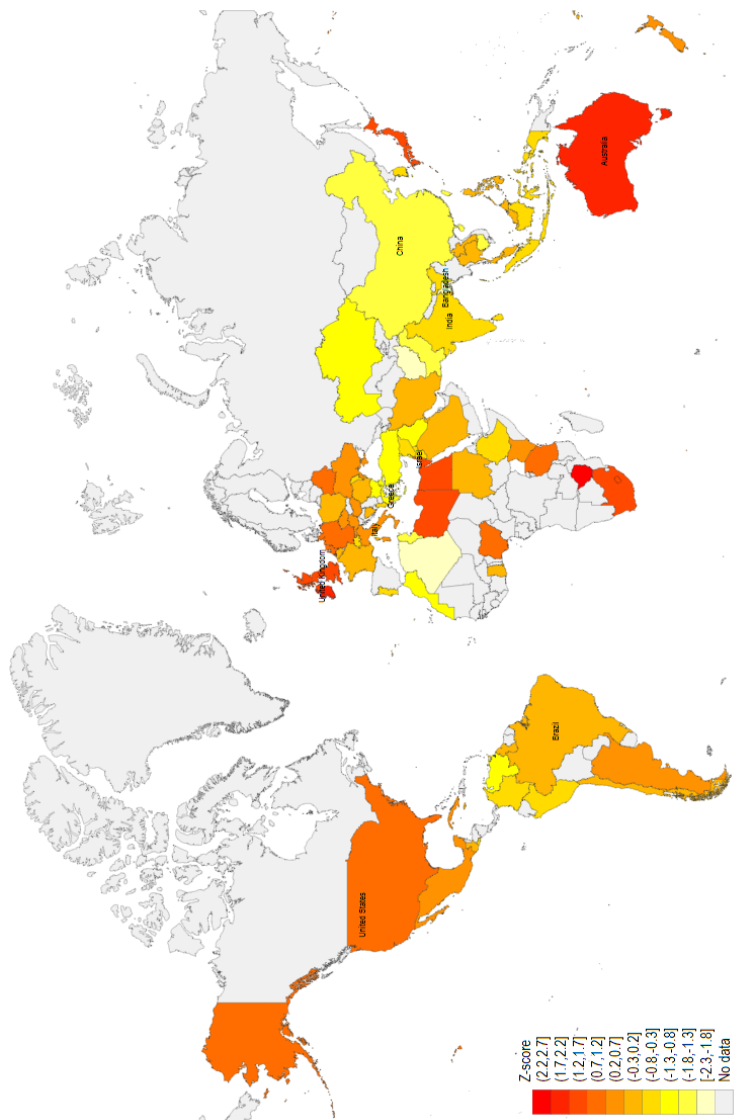 China
Australia
India
Bangladesh
Israel
Greece
Italy
United Kingdom
Brazil
United States
Z-score
(2.2,2.7]
(1.7,2.2]
(1.2,1.7]
(0.7,1.2]
(0.2,0.7]
(-0.3,0.2]
(-0.8,-0.3]
(-1.3,-0.8]
(-1.8,-1.3]
[-2.3,-1.8]
No data